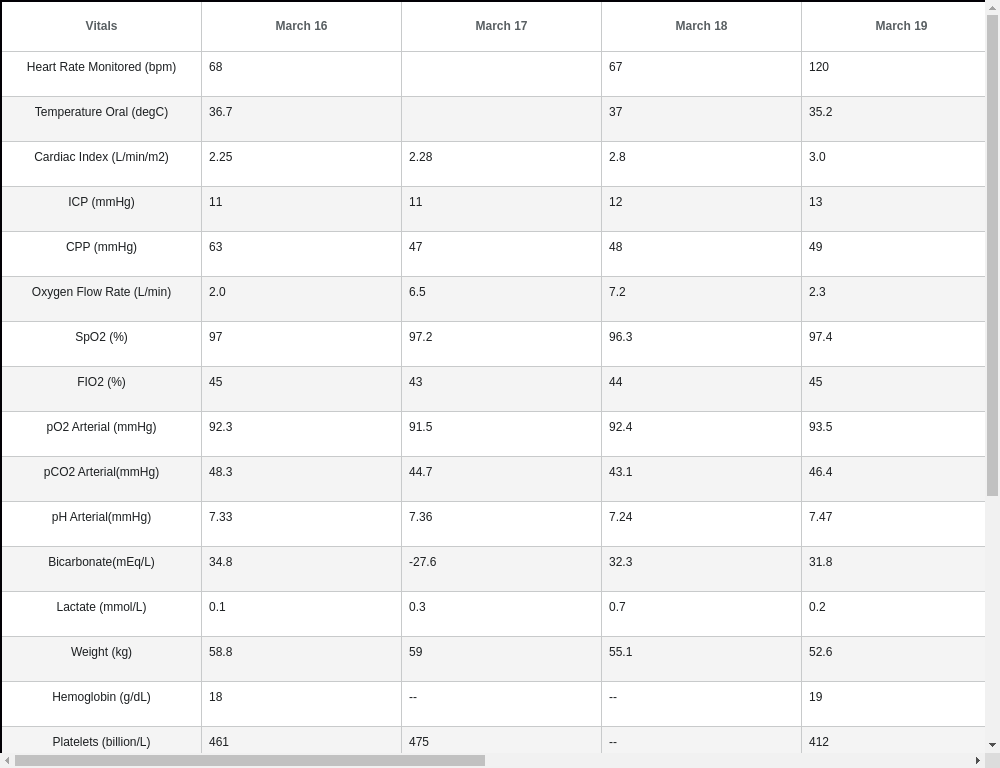 Vitals March 16 March 17 March 18 March 19
Heart Rate Monitored (bpm) 68 67 120
Temperature Oral (degC) 36.7 37 35.2
Cardiac Index (L/min/m2) 2.25 2.28 2.8 3.0
ICP (mmHg) 11 11 12 13
CPP (mmHg) 63 47 48 49
Oxygen Flow Rate (L/min) 2.0 6.5 7.2 2.3
SpO2 (%) 97 97.2 96.3 97.4
FIO2 (%) 45 43 44 45
pO2 Arterial (mmHg) 92.3 91.5 92.4 93.5
pCO2 Arterial(mmHg) 48.3 44.7 43.1 46.4
pH Arterial(mmHg) 7.33 7.36 7.24 7.47
Bicarbonate(mEq/L) 34.8 -27.6 32.3 31.8
Lactate (mmol/L) 0.1 0.3 0.7 0.2
Weight (kg) 58.8 59 55.1 52.6
Hemoglobin (g/dL) 18 -- -- 19
Platelets (billion/L) 461 475 -- 412